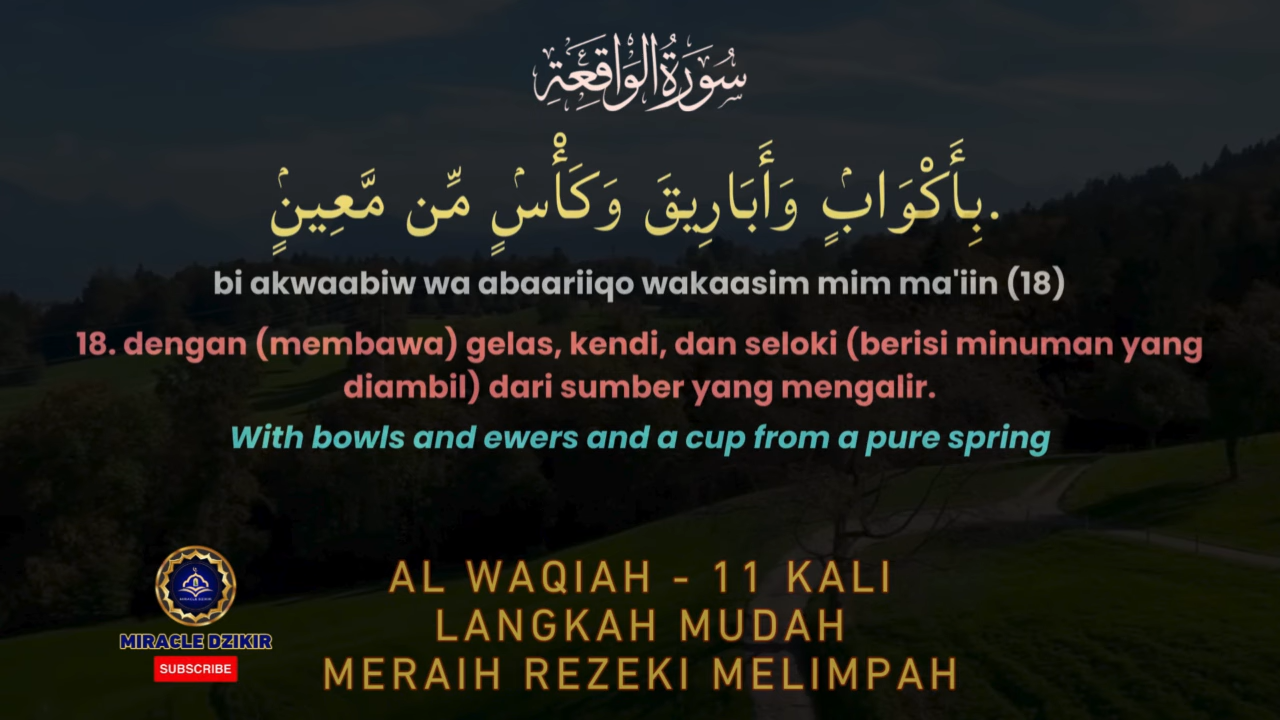 سُورَةُ الوَاقِعَةِ
بِأَكْوَابٍۢ وَأَبَارِيقَ وَكَأْسٍۢ مِّن مَّعِينٍۢ.
bi akwaabiw wa abaariiqo wakaasim mim ma'iin (18)
18. dengan (membawa) gelas, kendi, dan seloki (berisi minuman yang
diambil) dari sumber yang mengalir.
With bowls and ewers and a cup from a pure spring
AL WAQIAH - 11 KALI
LANGKAH MUDAH
MERAIH REZEKI MELIMPAH
MIRACLE DZIKIR
MIRACLE DZIKIR
SUBSCRIBE